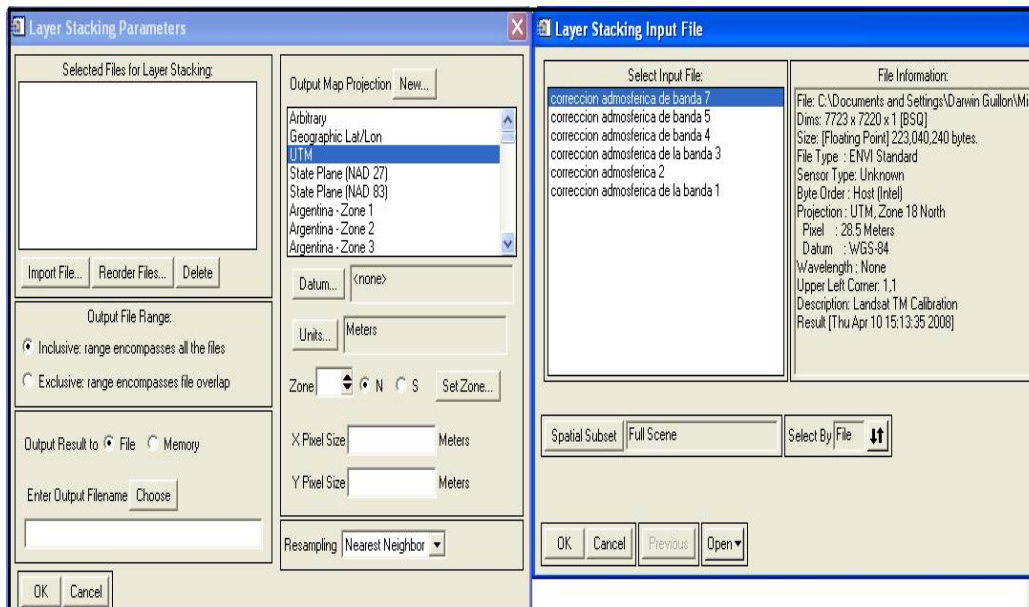 Layer Stacking Parameters
Selected Files for Layer Stacking:
Import File...
Reorder Files...
Delete
Output File Range:
Inclusive: range encompasses all the files
Exclusive: range encompasses file overlap
Output Result to File Memory
Enter Output Filename Choose
OK Cancel
Output Map Projection New...
Arbitrary
Geographic Lat/Lon
UTM
State Plane (NAD 27)
State Plane (NAD 83)
Argentina - Zone 1
Argentina - Zone 2
Argentina - Zone 3
Datum... <none>
Units... Meters
Zone N S Set Zone...
X Pixel Size Meters
Y Pixel Size Meters
Resampling Nearest Neighbor
Layer Stacking Input File
Select Input File:
correccion admosferica de banda 7
correccion admosferica de banda 5
correccion admosferica de banda 4
correccion admosferica de la banda 3
correccion admosferica 2
correccion admosferica de la banda 1
File Information:
File: C:\Documents and Settings\Darwin Guillon\Mi
Dims: 7723 x 7220 x 1 [BSQ]
Size: [Floating Point] 223,040,240 bytes.
File Type : ENVI Standard
Sensor Type: Unknown
Byte Order : Host (Intel)
Projection : UTM, Zone 18 North
Pixel : 28.5 Meters
Datum : WGS-84
Wavelength : None
Upper Left Corner: 1,1
Description: Landsat TM Calibration
Result [Thu Apr 10 15:13:35 2008]
Spatial Subset Full Scene
Select By File
OK Cancel Previous Open